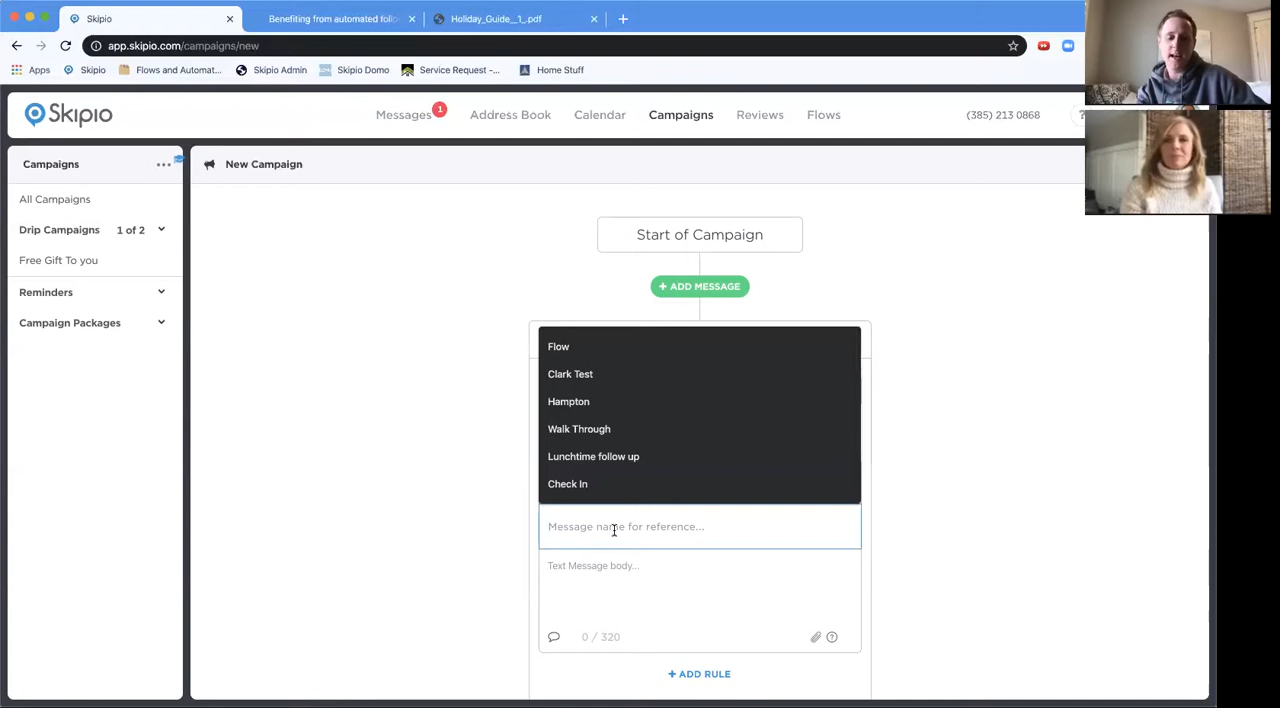 Skipio
Benefiting from automated follo
Holiday_Guide__1_.pdf
app.skipio.com/campaigns/new
Apps
Skipio
Flows and Automat...
Skipio Admin
Skipio Domo
Service Request -...
Home Stuff
Skipio
Messages 1
Address Book
Calendar
Campaigns
Reviews
Flows
(385) 213 0868
?
Campaigns
New Campaign
All Campaigns
Drip Campaigns 1 of 2
Free Gift To you
Reminders
Campaign Packages
Start of Campaign
+ ADD MESSAGE
Flow
Clark Test
Hampton
Walk Through
Lunchtime follow up
Check In
Message name for reference...
Text Message body...
0 / 320
?
+ ADD RULE